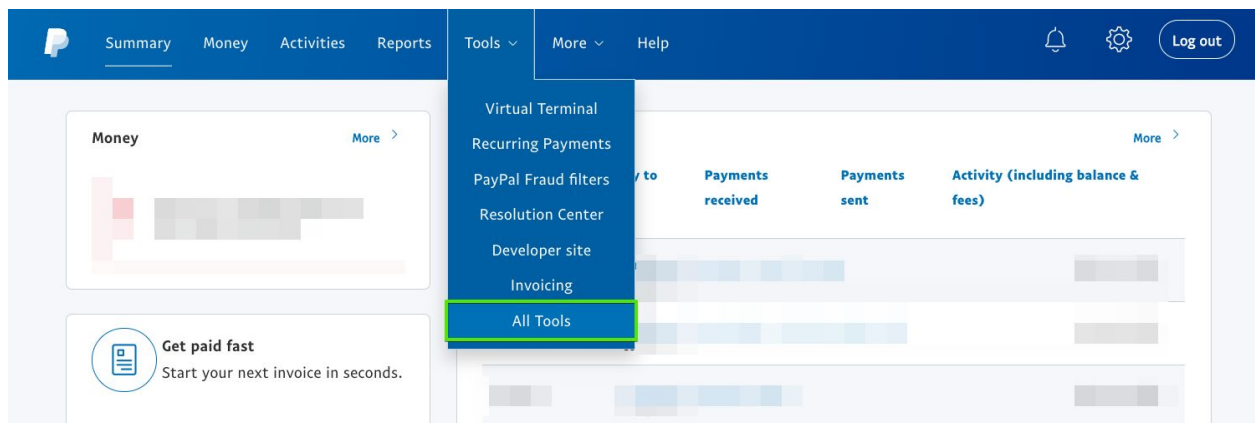 Summary Money Activities Reports Tools More Help Log out
Virtual Terminal
Recurring Payments
PayPal Fraud filters
Resolution Center
Developer site
Invoicing
All Tools
Money More
More
to Payments received Payments sent Activity (including balance & fees)
Get paid fast
Start your next invoice in seconds.